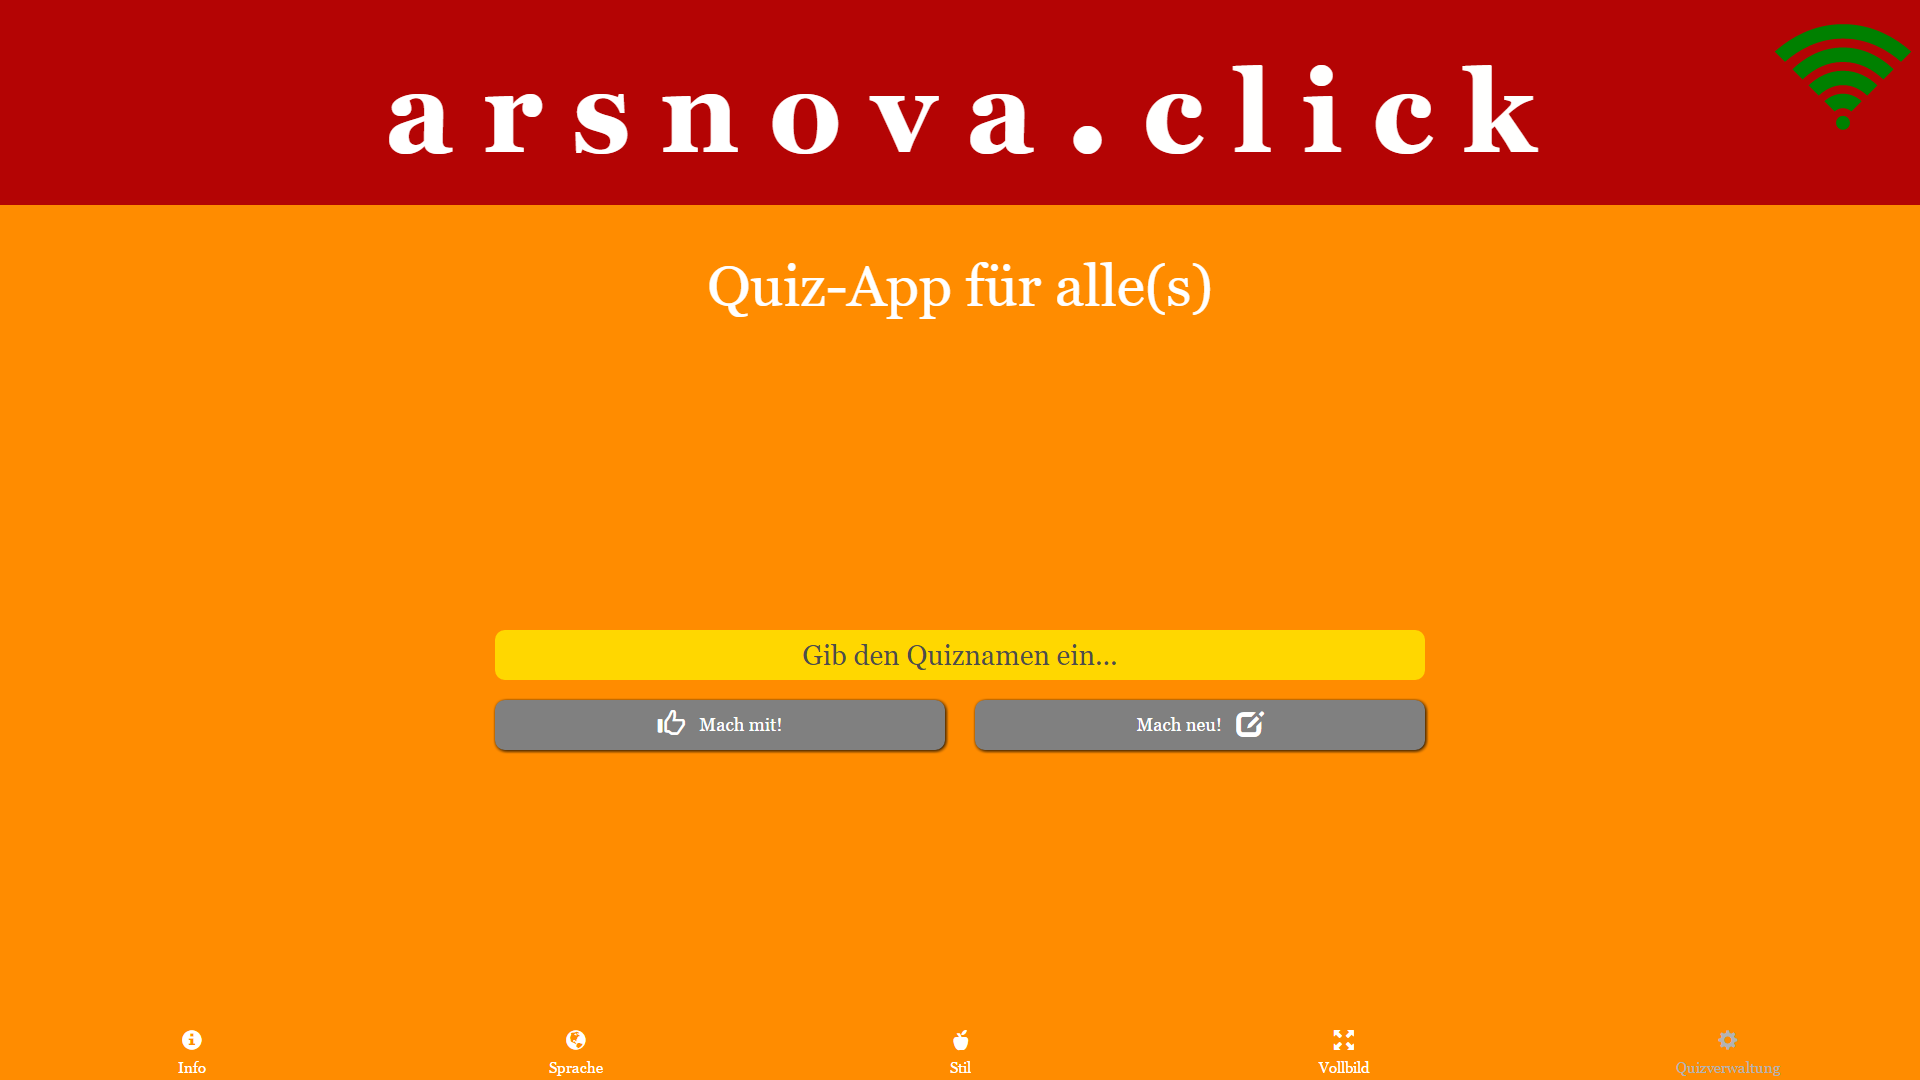 arsnova.click
Quiz-App für alle(s)
Gib den Quiznamen ein...
Mach mit!
Mach neu!
Info
Sprache
Stil
Vollbild
Quizverwaltung